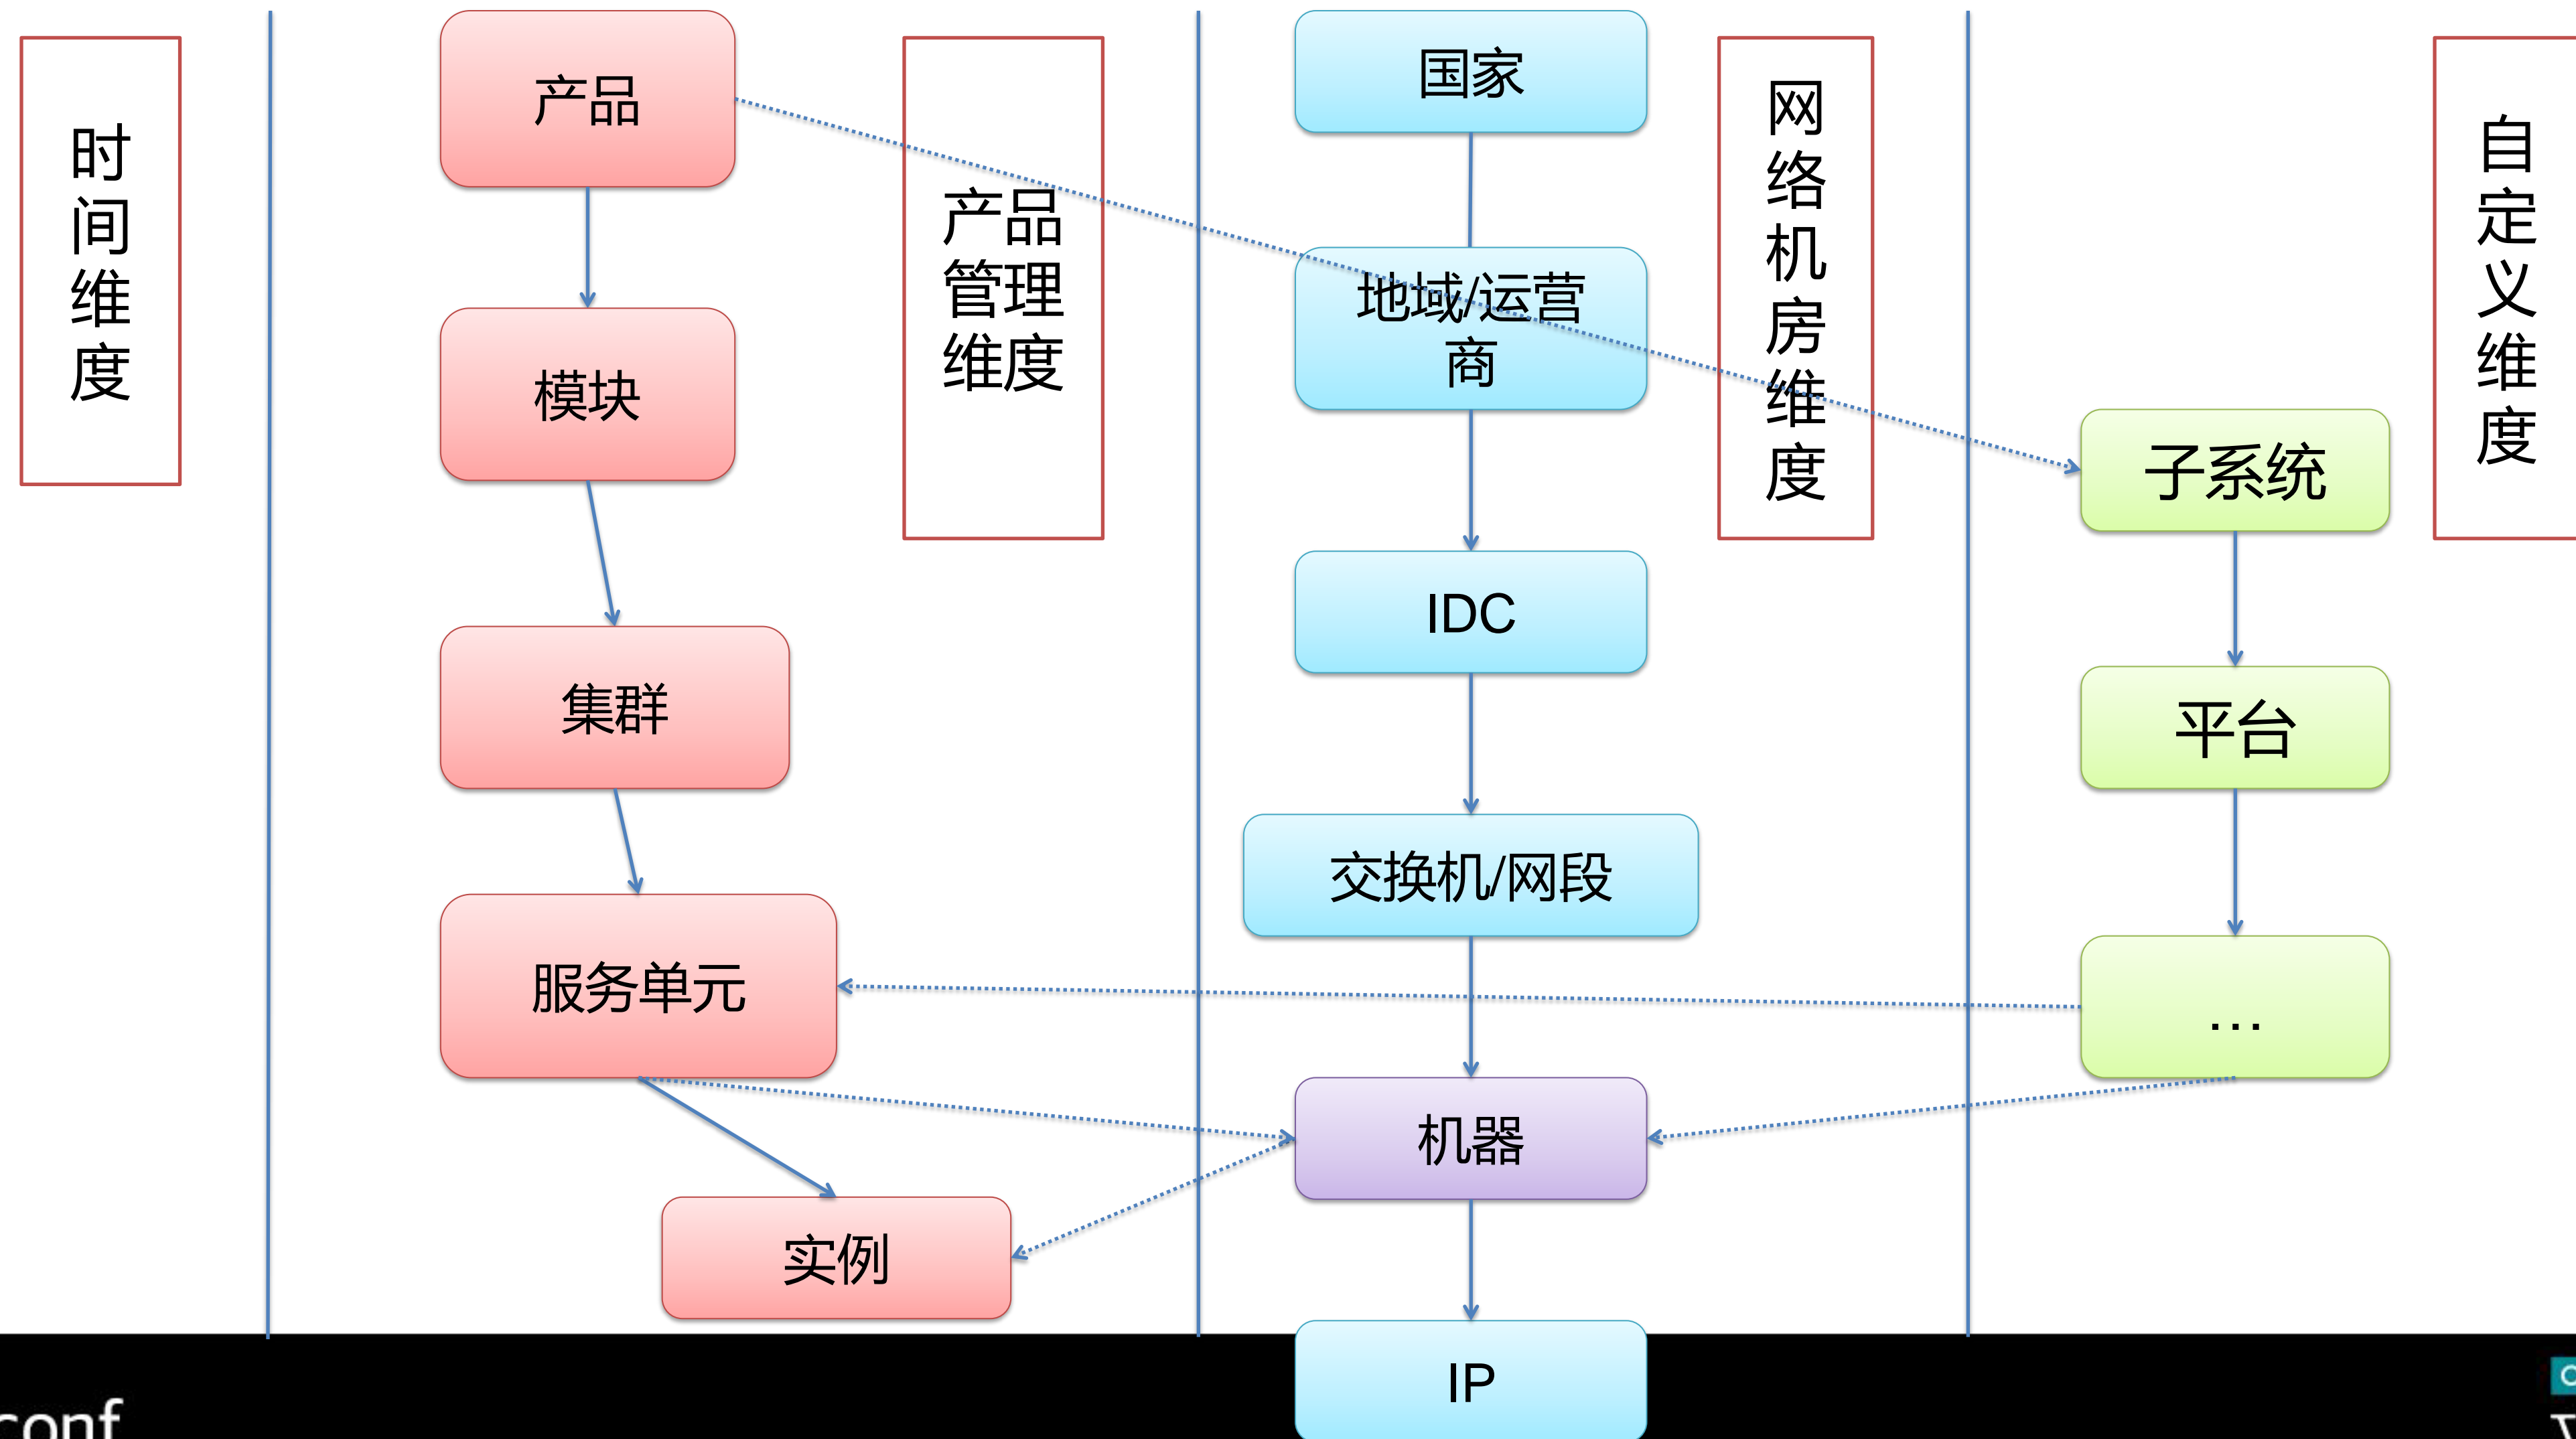 时间维度
产品
模块
集群
服务单元
实例
产品
管理
维度
国家
地域/运营
商
IDC
交换机/网段
机器
IP
网络机房维度
子系统
平台
...
自定义维度
conf